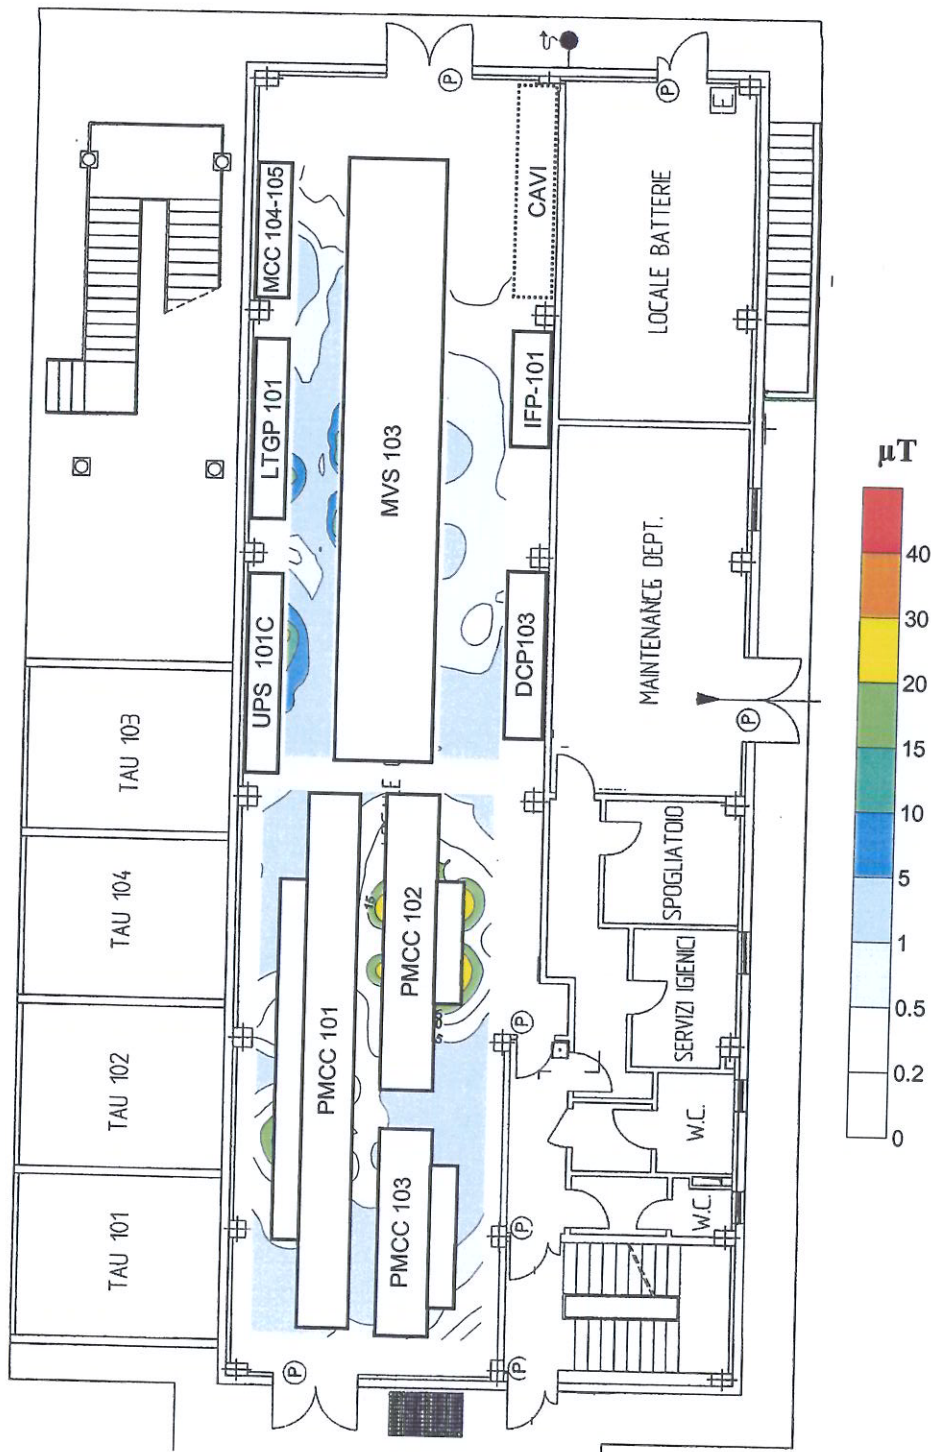 P
P
E
CAVI
MCC 104-105
LOCALE BATTERIE
LTGP 101
MVS 103
IFP-101
MAINTENANCE DEPT.
UPS 101C
DCP103
P
TAU 103
E
SPOGLIATOIO
TAU 104
15
PMCC 102
SERVIZI IGIENICI
PMCC 101
P
TAU 102
W.C.
PMCC 103
W.C.
TAU 101
P
P
P
µT
40
30
20
15
10
5
1
0.5
0.2
0